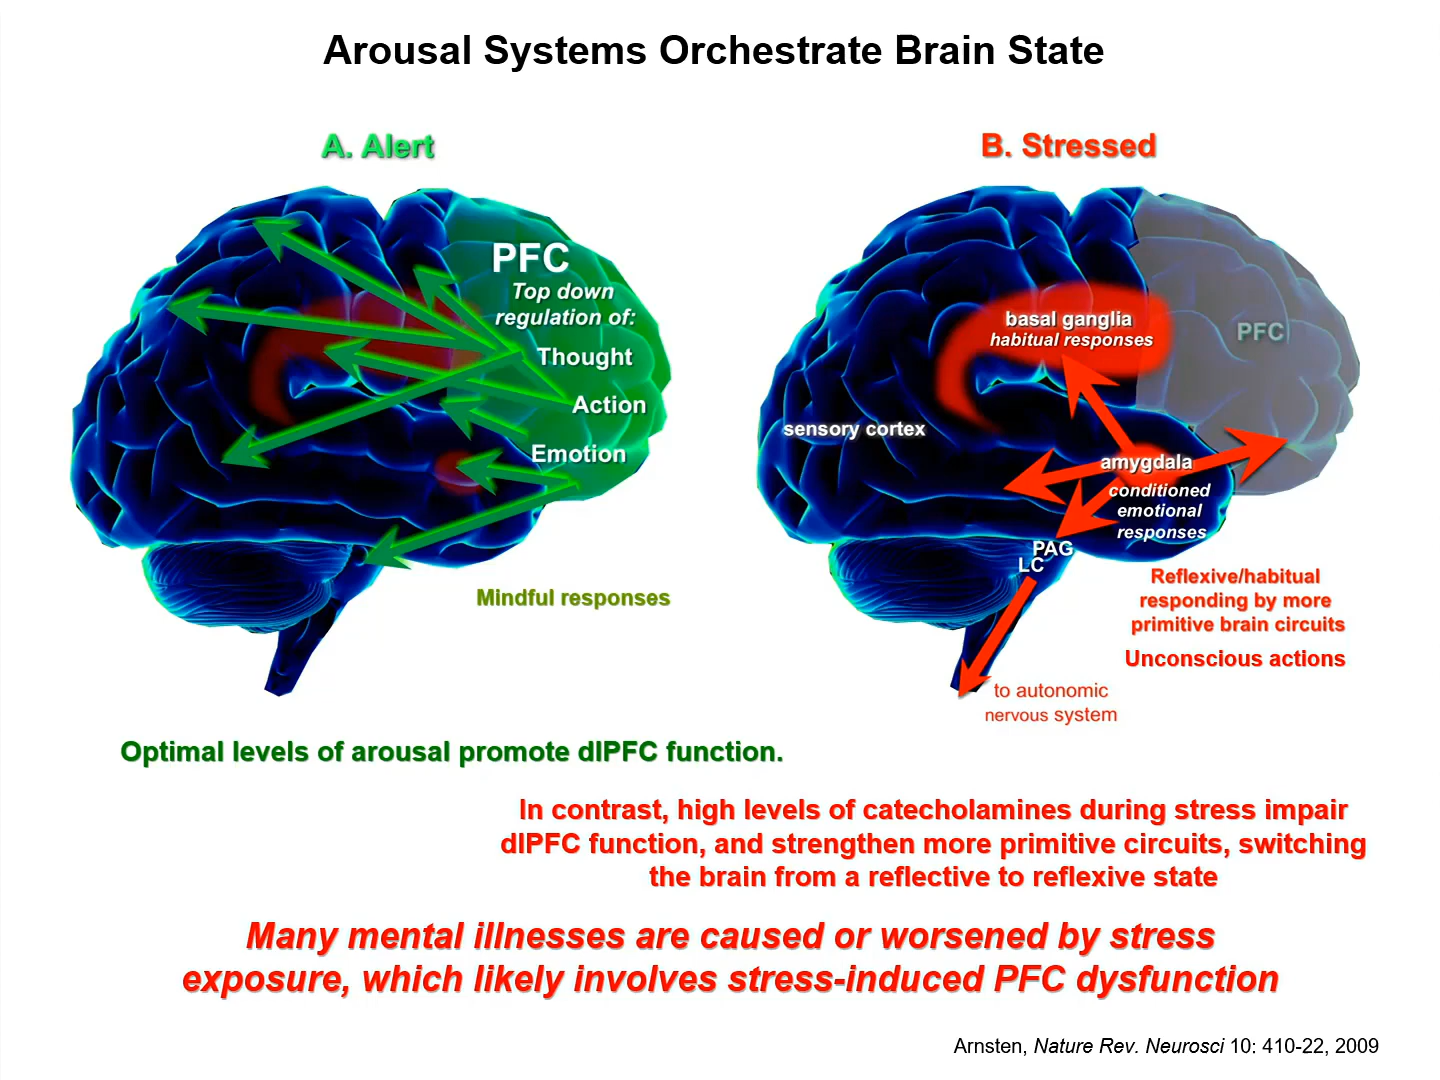 Arousal Systems Orchestrate Brain State
A. Alert
PFC
Top down
regulation of:
Thought
Action
Emotion
Mindful responses
B. Stressed
basal ganglia
habitual responses
PFC
sensory cortex
amygdala
conditioned
emotional
responses
PAG
LC
Reflexive/habitual
responding by more
primitive brain circuits
Unconscious actions
to autonomic
nervous system
Optimal levels of arousal promote dlPFC function.
In contrast, high levels of catecholamines during stress impair
dlPFC function, and strengthen more primitive circuits, switching
the brain from a reflective to reflexive state
Many mental illnesses are caused or worsened by stress
exposure, which likely involves stress-induced PFC dysfunction
Arnsten, Nature Rev. Neurosci 10: 410-22, 2009